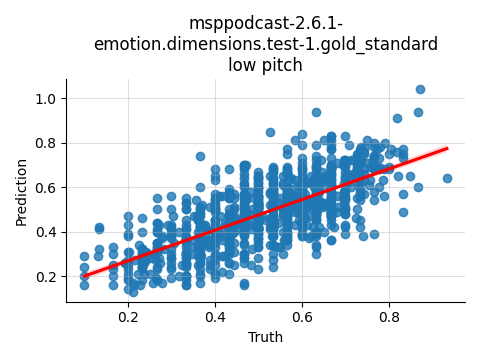 msppodcast-2.6.1-
emotion.dimensions.test-1.gold_standard
low pitch
1.0
0.8
0.6
0.4
0.2
Prediction
0.2 0.4 0.6 0.8
Truth